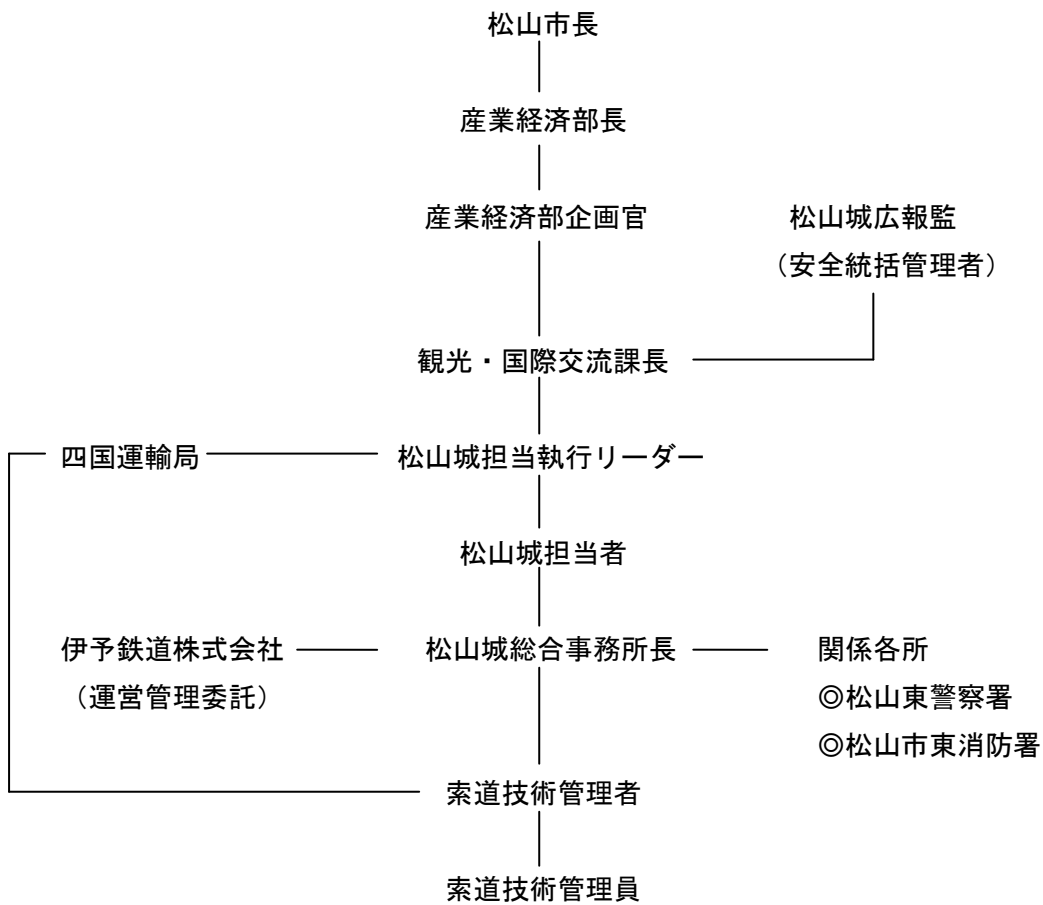 松山市長
産業経済部長
産業経済部企画官
松山城広報監
（安全統括管理者）
観光・国際交流課長
四国運輸局
松山城担当執行リーダー
松山城担当者
伊予鉄道株式会社
（運営管理委託）
松山城総合事務所長
関係各所
◎松山東警察署
◎松山市東消防署
索道技術管理者
索道技術管理員